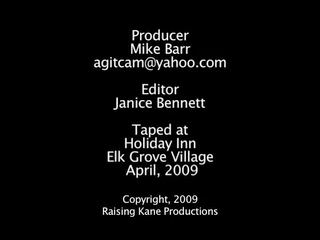 Producer
Mike Barr
agitcam@yahoo.com
Editor
Janice Bennett
Taped at
Holiday Inn
Elk Grove Village
April, 2009
Copyright, 2009
Raising Kane Productions